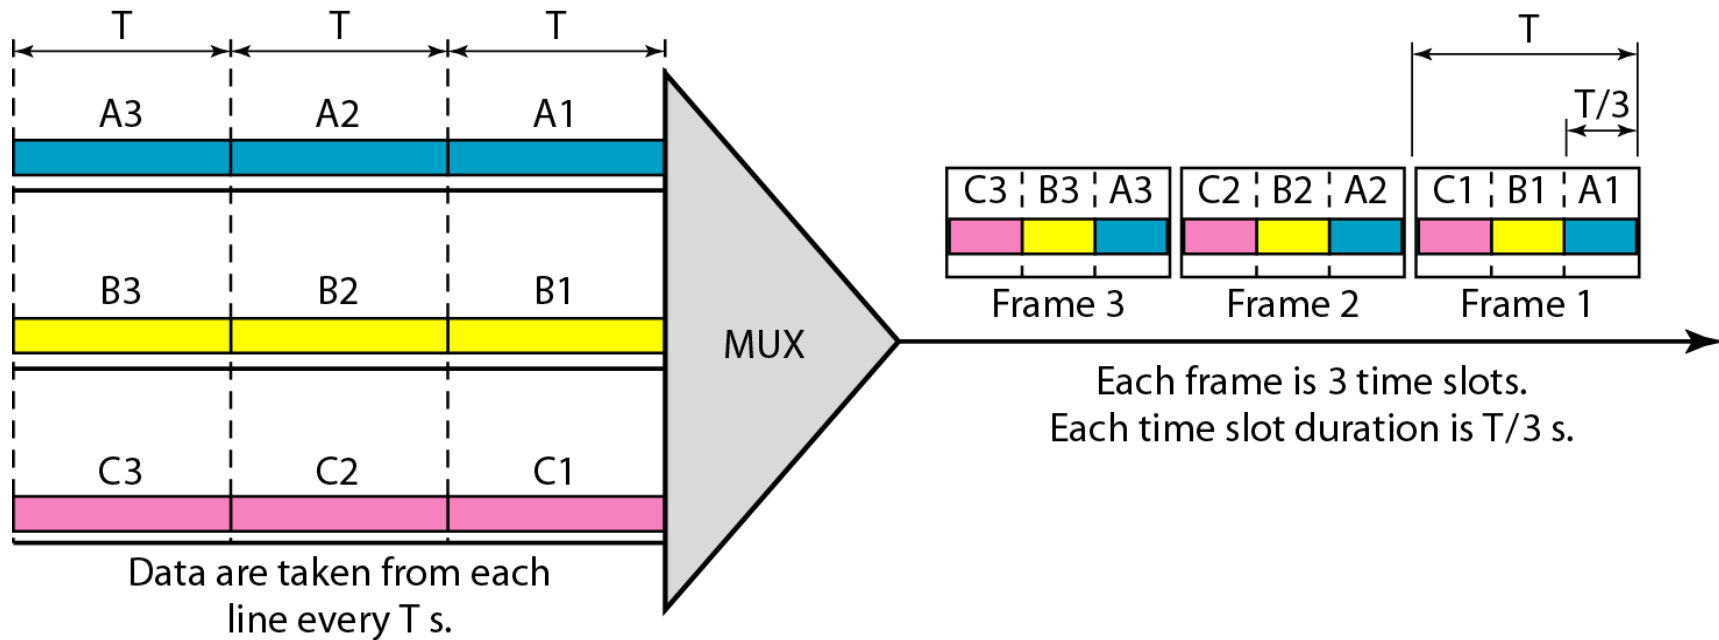 T T T
T
T/3
A3 A2 A1
C3 B3 A3 C2 B2 A2 C1 B1 A1
B3 B2 B1
Frame 3 Frame 2 Frame 1
MUX
Each frame is 3 time slots.
Each time slot duration is T/3 s.
C3 C2 C1
Data are taken from each
line every T s.